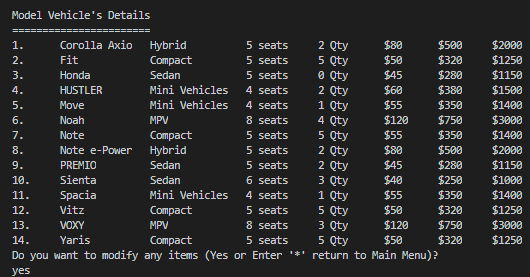 Model Vehicle's Details
=======================
1. Corolla Axio Hybrid 5 seats 2 Qty $80 $500 $2000
2. Fit Compact 5 seats 5 Qty $50 $320 $1250
3. Honda Sedan 5 seats 0 Qty $45 $280 $1150
4. HUSTLER Mini Vehicles 4 seats 2 Qty $60 $380 $1500
5. Move Mini Vehicles 4 seats 1 Qty $55 $350 $1400
6. Noah MPV 8 seats 4 Qty $120 $750 $3000
7. Note Compact 5 seats 5 Qty $55 $350 $1400
8. Note e-Power Hybrid 5 seats 2 Qty $80 $500 $2000
9. PREMIO Sedan 5 seats 2 Qty $45 $280 $1150
10. Sienta Sedan 6 seats 3 Qty $40 $250 $1000
11. Spacia Mini Vehicles 4 seats 1 Qty $55 $350 $1400
12. Vitz Compact 5 seats 5 Qty $50 $320 $1250
13. VOXY MPV 8 seats 3 Qty $120 $750 $3000
14. Yaris Compact 5 seats 5 Qty $50 $320 $1250
Do you want to modify any items (Yes or Enter '*' return to Main Menu)?
yes